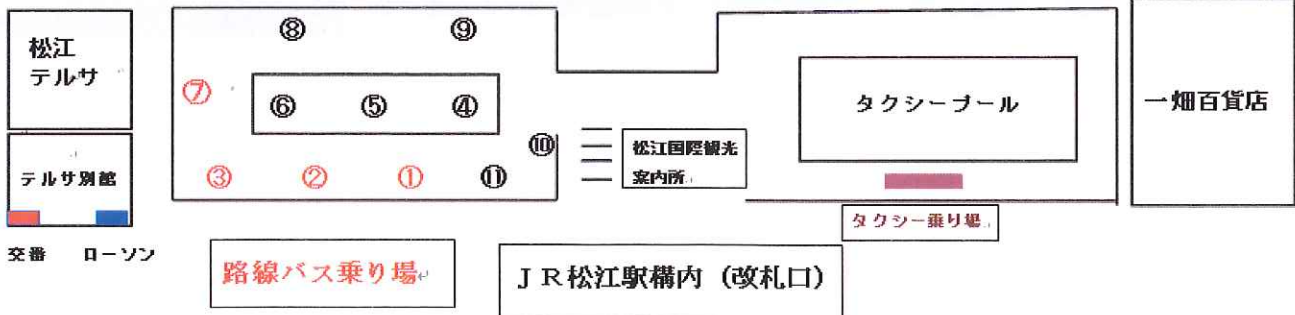 松江
テルサ
テルサ別館
交番 ローソン
⑧ ⑨
⑦
⑥ ⑤ ④
⑩
③ ② ① ⑪
路線バス乗り場
松江国際観光
案内所
JR松江駅構内（改札口）
タクシープール
タクシー乗り場
一畑百貨店